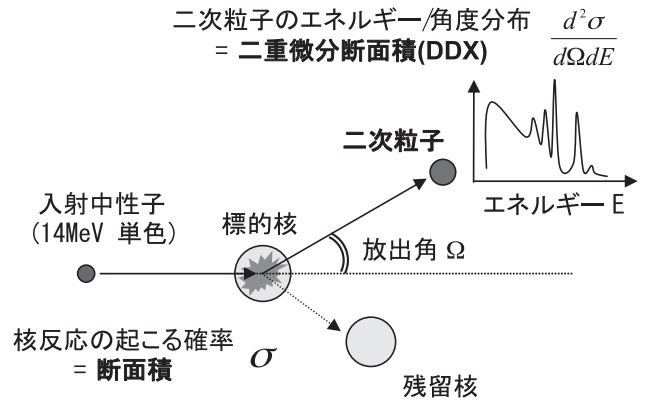 二次粒子のエネルギー/角度分布
= 二重微分断面積(DDX)
d²σ
dΩdE
二次粒子
エネルギー E
入射中性子
(14MeV 単色)
標的核
放出角 Ω
核反応の起こる確率
= 断面積
σ
残留核